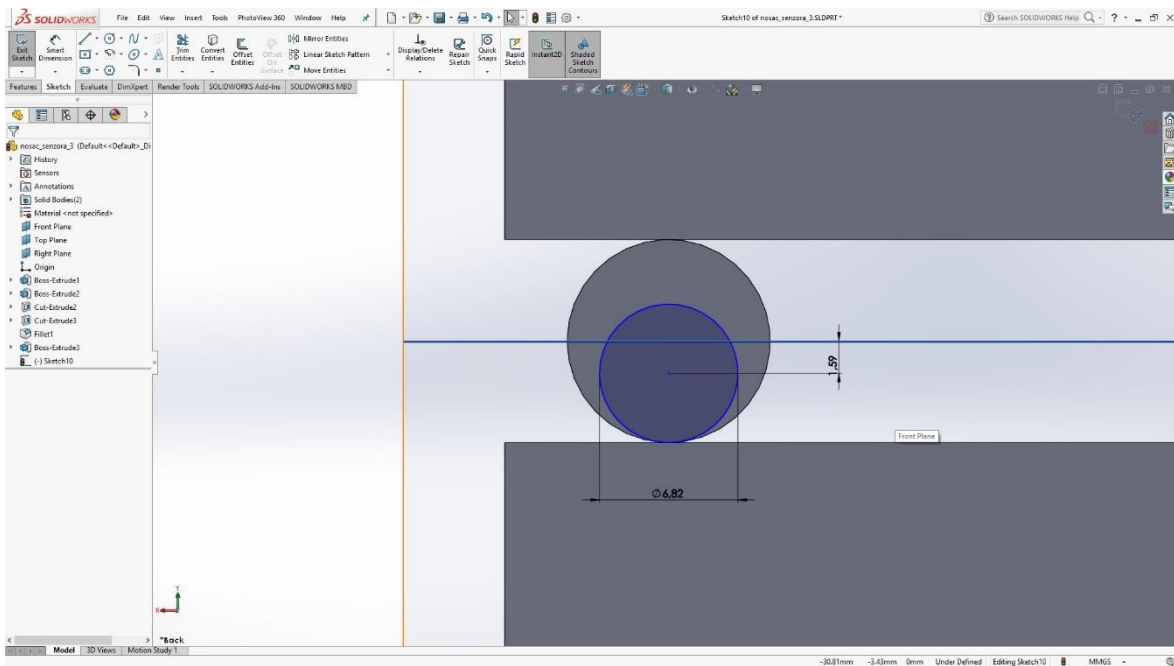 SOLIDWORKS File Edit View Insert Tools PhotoView 360 Window Help Sketch10 of nosac_senzora_3.SLDPRT * Search SOLIDWORKS Help
Exit Sketch
Smart Dimension
Trim Entities
Convert Entities
Offset Entities
Offset On Surface
Mirror Entities
Linear Sketch Pattern
Move Entities
Display/Delete Relations
Repair Sketch
Quick Snaps
Rapid Sketch
Instant2D
Shaded Sketch Contours
Features Sketch Evaluate DimXpert Render Tools SOLIDWORKS Add-Ins SOLIDWORKS MBD
nosac_senzora_3 (Default<<Default>_Di
History
Sensors
Annotations
Solid Bodies(2)
Material <not specified>
Front Plane
Top Plane
Right Plane
Origin
Boss-Extrude1
Boss-Extrude2
Cut-Extrude2
Cut-Extrude3
Fillet1
Boss-Extrude3
(-) Sketch10
1,59
Front Plane
Ø6,82
Y
X
*Back
Model 3D Views Motion Study 1
-30.81mm -3.43mm 0mm Under Defined Editing Sketch10 MMGS